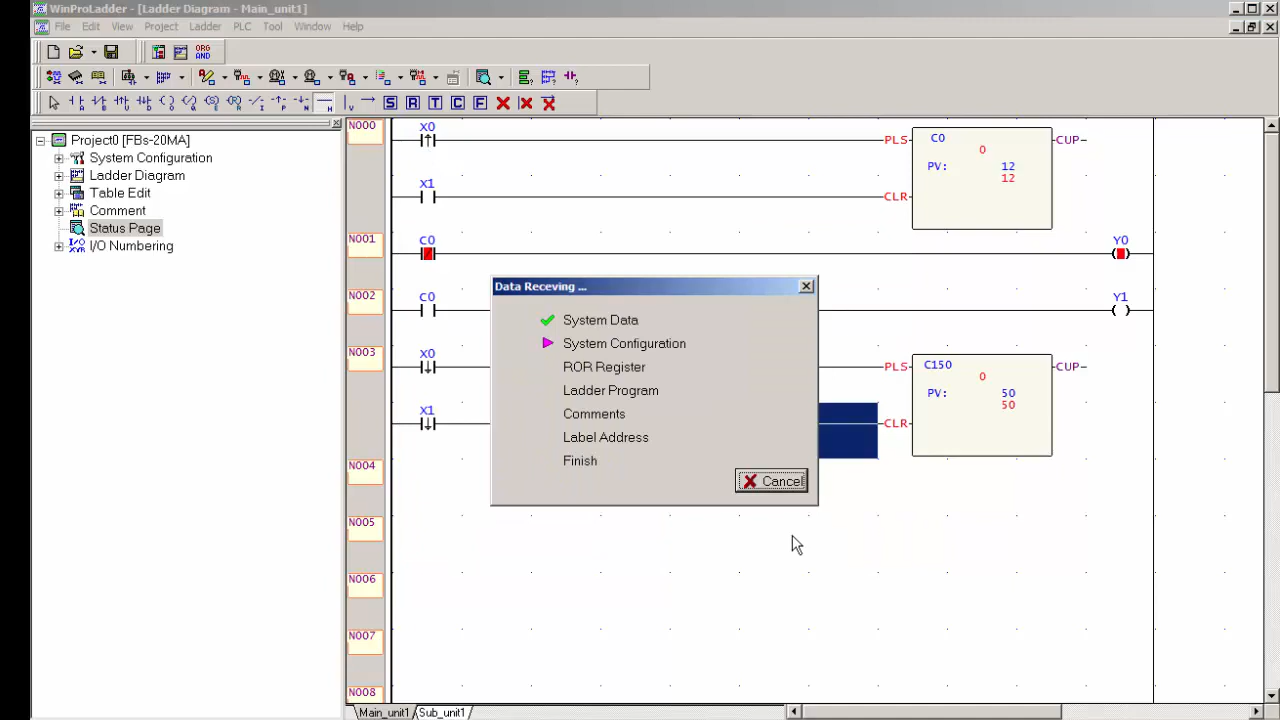 WinProLadder - [Ladder Diagram - Main_unit1]
File Edit View Project Ladder PLC Tool Window Help
ORG
AND
S R T C F
Project0 [FBs-20MA]
System Configuration
Ladder Diagram
Table Edit
Comment
Status Page
I/O Numbering
N000 X0 PLS C0 CUP
0
PV: 12
12
X1 CLR
N001 C0 Y0
N002 C0 Y1
N003 X0 PLS C150 CUP
0
PV: 50
50
X1 CLR
N004
N005
N006
N007
N008
Data Receving ...
System Data
System Configuration
ROR Register
Ladder Program
Comments
Label Address
Finish
Cancel
Main_unit1 Sub_unit1